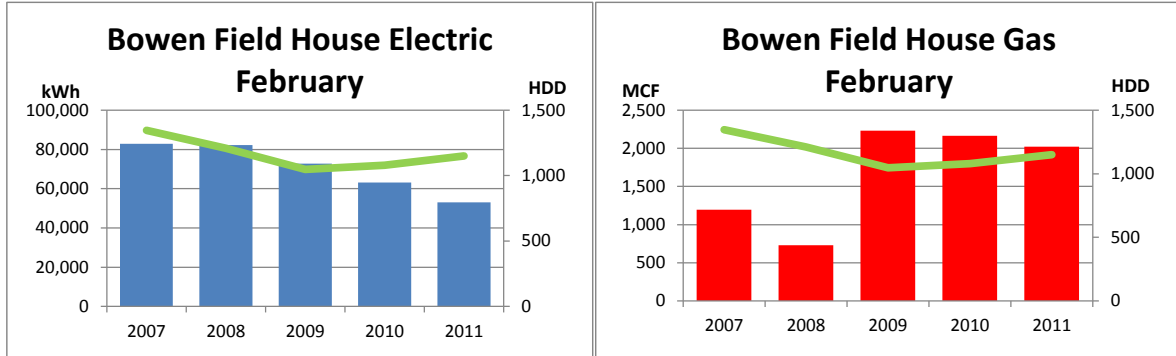 Bowen Field House Electric
February
kWh
HDD
100,000
80,000
60,000
40,000
20,000
0
1,500
1,000
500
0
2007 2008 2009 2010 2011
Bowen Field House Gas
February
MCF
HDD
2,500
2,000
1,500
1,000
500
0
1,500
1,000
500
0
2007 2008 2009 2010 2011